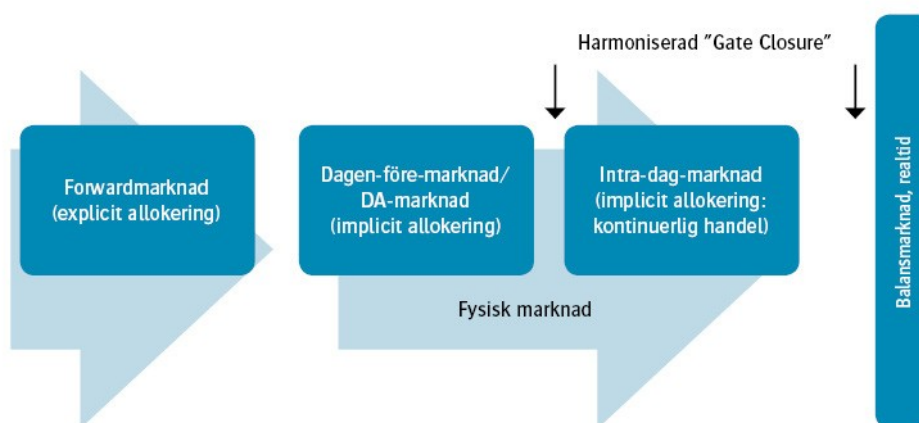 Harmoniserad ”Gate Closure”
Forwardmarknad
(explicit allokering)
Dagen-före-marknad/
DA-marknad
(implicit allokering)
Intra-dag-marknad
(implicit allokering:
kontinuerlig handel)
Fysisk marknad
Balansmarknad, realtid